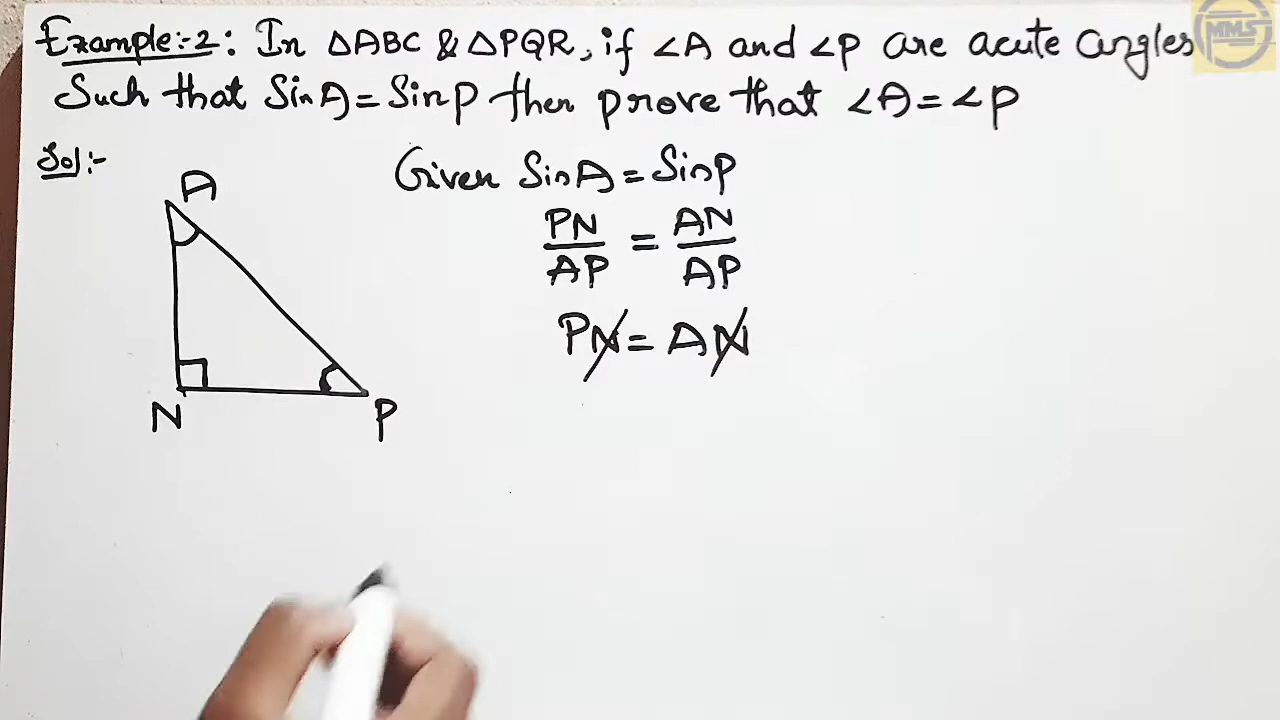 Example:-2: In △ABC & △PQR, if ∠A and ∠P are acute angles
Such that SinA = SinP then prove that ∠A = ∠P
Sol:-
Given SinA = SinP
PN/AP = AN/AP
PN = AN
A
N
P
MMS